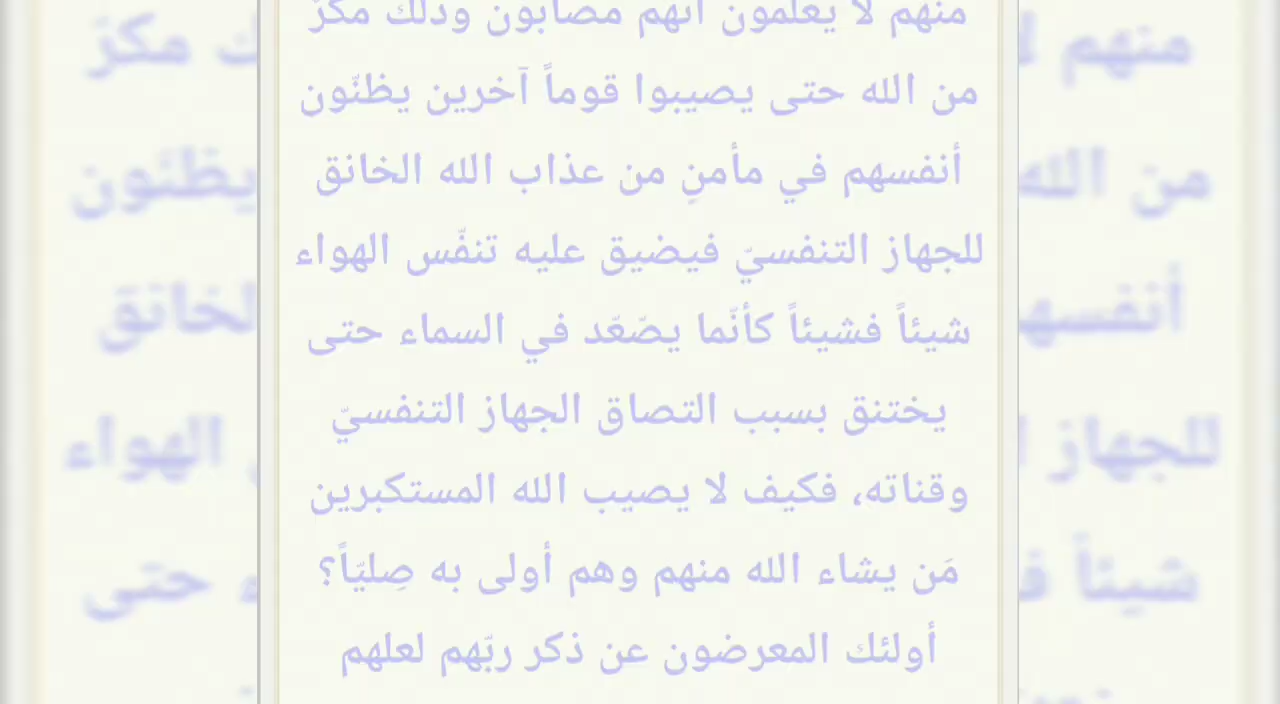 منهم لا يعلمون أنهم مصابون وذلك مكرٌ
من الله حتى يصيبوا قوماً آخرين يظنّون
أنفسهم في مأمنٍ من عذاب الله الخانق
للجهاز التنفسيّ فيضيق عليه تنفّس الهواء
شيئاً فشيئاً كأنّما يصّعّد في السماء حتى
يختنق بسبب التصاق الجهاز التنفسيّ
وقناته، فكيف لا يصيب الله المستكبرين
مَن يشاء الله منهم وهم أولى به صِليّاً؟
أولئك المعرضون عن ذكر ربّهم لعلهم